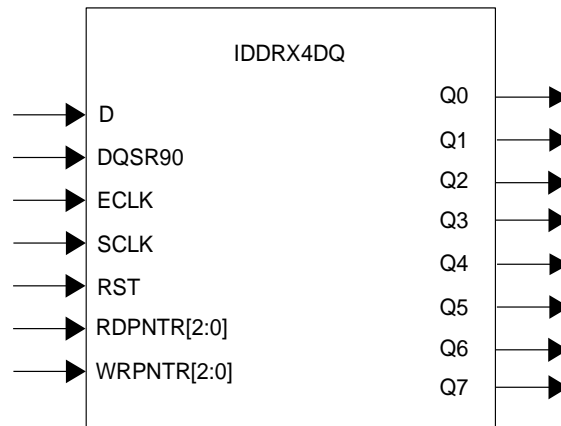 IDDRX4DQ
D
DQSR90
ECLK
SCLK
RST
RDPNTR[2:0]
WRPNTR[2:0]
Q0
Q1
Q2
Q3
Q4
Q5
Q6
Q7